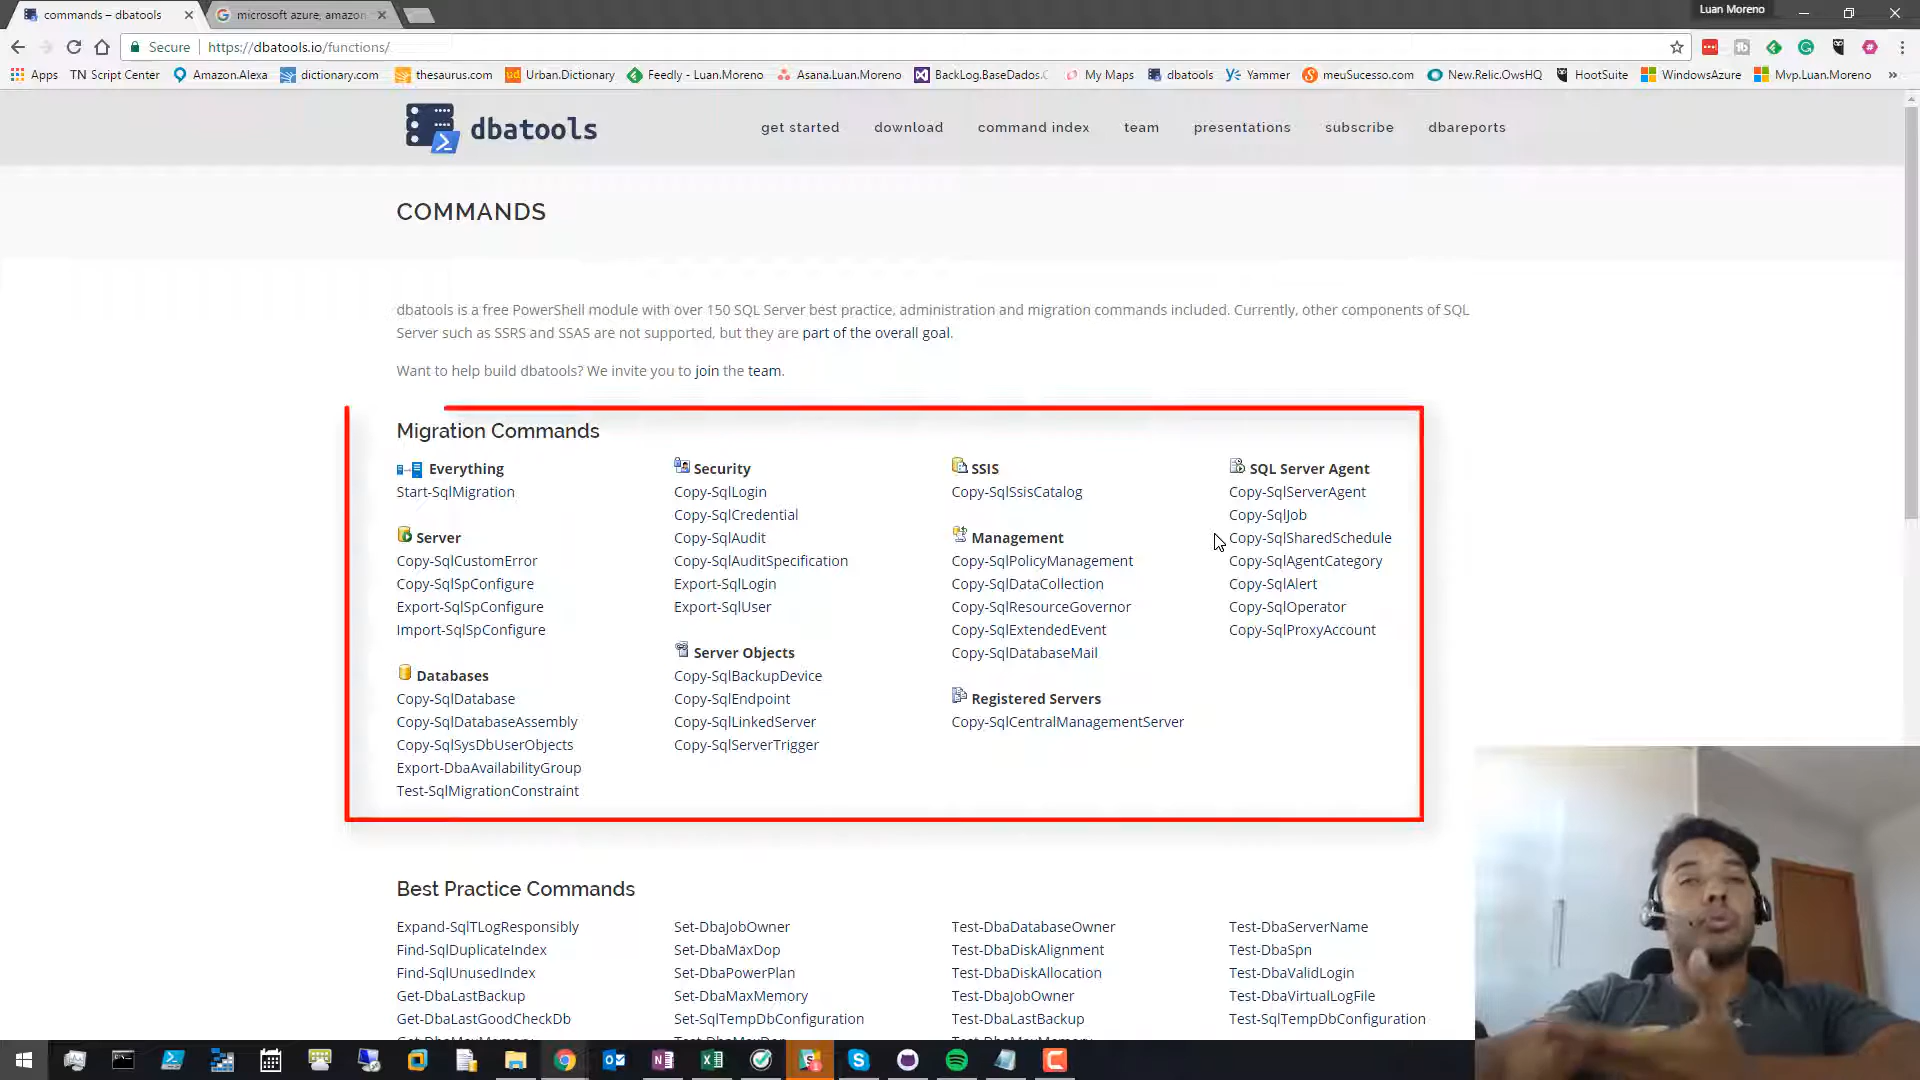 commands – dbatools
microsoft azure, amazon
Luan Moreno
Secure
https://dbatools.io/functions/
Apps
TN Script Center
Amazon.Alexa
dictionary.com
thesaurus.com
Urban.Dictionary
Feedly - Luan.Moreno
Asana.Luan.Moreno
BackLog.BaseDados.
My Maps
dbatools
Yammer
meuSucesso.com
New.Relic.OwsHQ
HootSuite
WindowsAzure
Mvp.Luan.Moreno
dbatools
get started
download
command index
team
presentations
subscribe
dbareports
COMMANDS
dbatools is a free PowerShell module with over 150 SQL Server best practice, administration and migration commands included. Currently, other components of SQL
Server such as SSRS and SSAS are not supported, but they are part of the overall goal.
Want to help build dbatools? We invite you to join the team.
Migration Commands
Everything
Start-SqlMigration
Server
Copy-SqlCustomError
Copy-SqlSpConfigure
Export-SqlSpConfigure
Import-SqlSpConfigure
Databases
Copy-SqlDatabase
Copy-SqlDatabaseAssembly
Copy-SqlSysDbUserObjects
Export-DbaAvailabilityGroup
Test-SqlMigrationConstraint
Security
Copy-SqlLogin
Copy-SqlCredential
Copy-SqlAudit
Copy-SqlAuditSpecification
Export-SqlLogin
Export-SqlUser
Server Objects
Copy-SqlBackupDevice
Copy-SqlEndpoint
Copy-SqlLinkedServer
Copy-SqlServerTrigger
SSIS
Copy-SqlSsisCatalog
Management
Copy-SqlPolicyManagement
Copy-SqlDataCollection
Copy-SqlResourceGovernor
Copy-SqlExtendedEvent
Copy-SqlDatabaseMail
Registered Servers
Copy-SqlCentralManagementServer
SQL Server Agent
Copy-SqlServerAgent
Copy-SqlJob
Copy-SqlSharedSchedule
Copy-SqlAgentCategory
Copy-SqlAlert
Copy-SqlOperator
Copy-SqlProxyAccount
Best Practice Commands
Expand-SqlTLogResponsibly
Find-SqlDuplicateIndex
Find-SqlUnusedIndex
Get-DbaLastBackup
Get-DbaLastGoodCheckDb
Set-DbaJobOwner
Set-DbaMaxDop
Set-DbaPowerPlan
Set-DbaMaxMemory
Set-SqlTempDbConfiguration
Test-DbaDatabaseOwner
Test-DbaDiskAlignment
Test-DbaDiskAllocation
Test-DbaJobOwner
Test-DbaLastBackup
Test-DbaServerName
Test-DbaSpn
Test-DbaValidLogin
Test-DbaVirtualLogFile
Test-SqlTempDbConfiguration